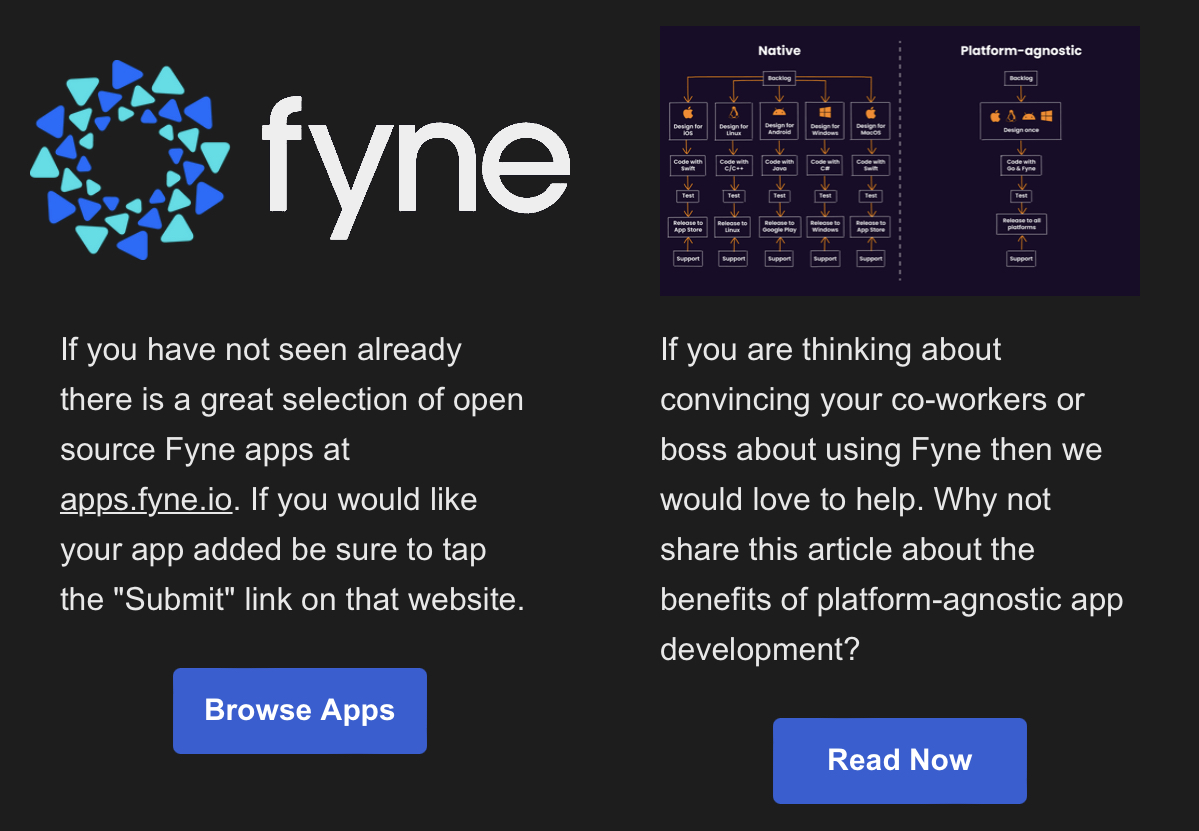 fyne
If you have not seen already
there is a great selection of open
source Fyne apps at
apps.fyne.io. If you would like
your app added be sure to tap
the "Submit" link on that website.
Browse Apps
Native
Backlog
Design for
iOS
Design for
Linux
Design for
Android
Design for
Windows
Design for
MacOS
Code with
Swift
Code with
C/C++
Code with
Java
Code with
C#
Code with
Swift
Test
Test
Test
Test
Test
Release to
App Store
Release to
Linux
Release to
Google Play
Release to
Windows
Release to
App Store
Support
Support
Support
Support
Support
Platform-agnostic
Backlog
Design once
Code with
Go & Fyne
Test
Release to all
platforms
Support
If you are thinking about
convincing your co-workers or
boss about using Fyne then we
would love to help. Why not
share this article about the
benefits of platform-agnostic app
development?
Read Now